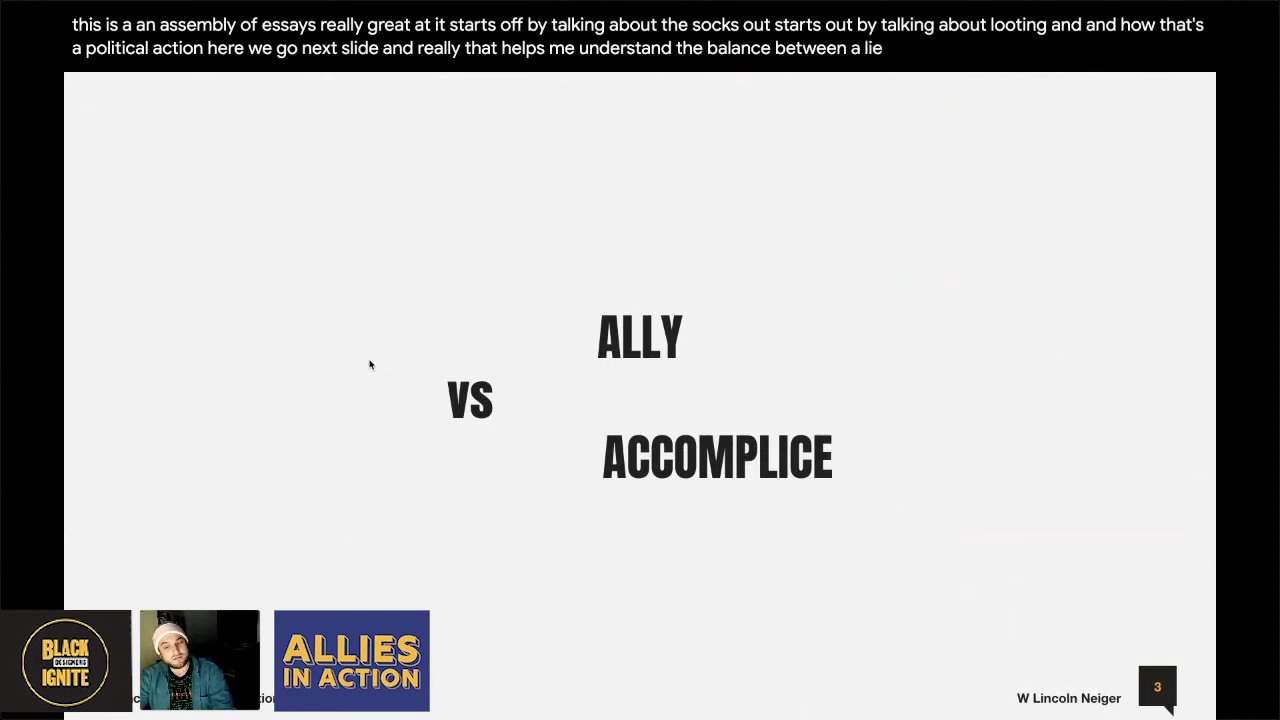 this is a an assembly of essays really great at it starts off by talking about the socks out starts out by talking about looting and and how that's
a political action here we go next slide and really that helps me understand the balance between a lie
ALLY
VS
ACCOMPLICE
BLACK
DESIGNERS
IGNITE
ALLIES
IN ACTION
W Lincoln Neiger
3